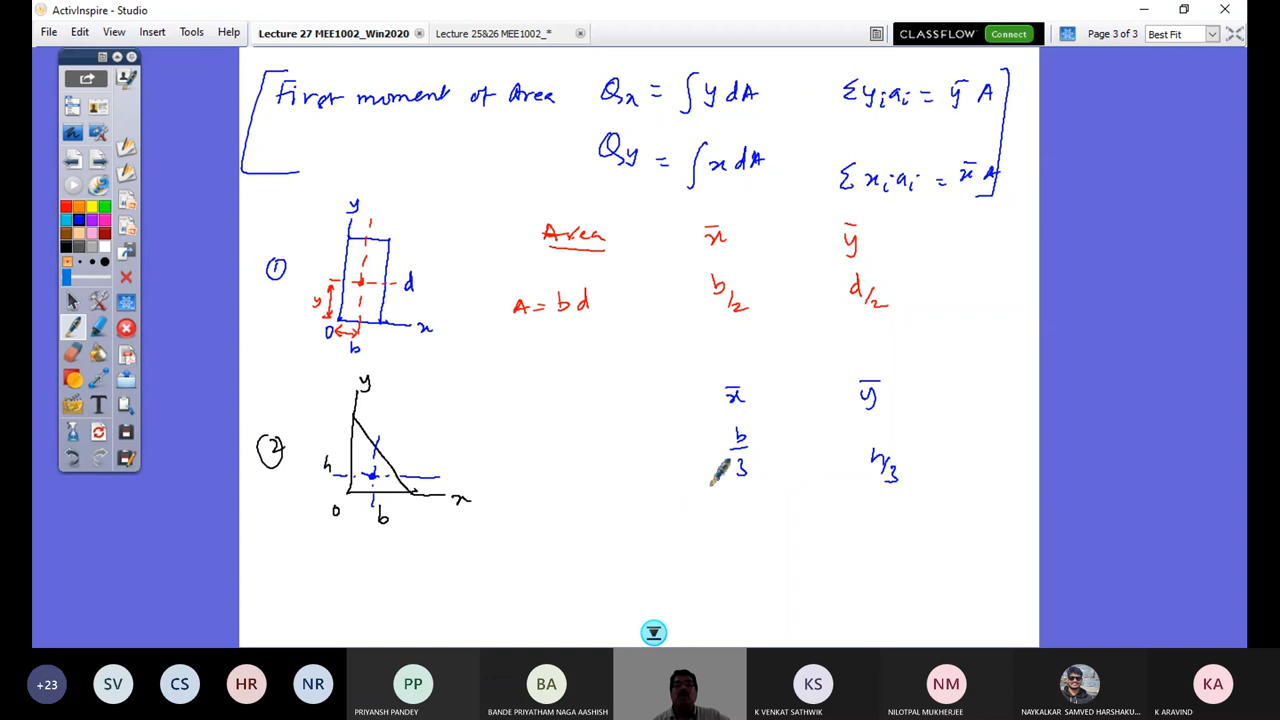 ActivInspire - Studio
File Edit View Insert Tools Help
Lecture 27 MEE1002_Win2020
Lecture 25&26 MEE1002_*
CLASSFLOW Connect
Page 3 of 3
Best Fit
First moment of Area Qx = ∫ y dA Σ yi ai = ȳ A
Qy = ∫ x dA Σ xi ai = x̄ A
y
Area x̄ ȳ
① d
y
A = bd b/2 d/2
0 x
b
y
x̄ ȳ
② b/3 h/3
h
0 b x
+23
SV
CS
HR
NR
PP
PRIYANSH PANDEY
BA
BANDE PRIYATHAM NAGA AASHISH
KS
K VENKAT SATHWIK
NM
NILOTPAL MUKHERJEE
NAYKALKAR SAMVED HARSHAKU...
KA
K ARAVIND